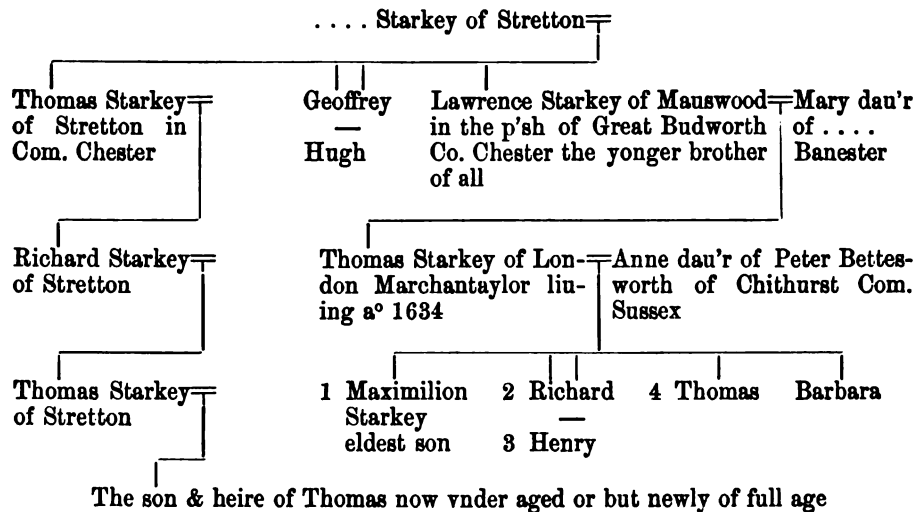 . . . . Starkey of Stretton
Thomas Starkey
of Stretton in
Com. Chester
Geoffrey
—
Hugh
Lawrence Starkey of Mauswood
in the p'sh of Great Budworth
Co. Chester the yonger brother
of all
Mary dau'r
of . . . .
Banester
Richard Starkey
of Stretton
Thomas Starkey of Lon-
don Marchantaylor liu-
ing aº 1634
Anne dau'r of Peter Bettes-
worth of Chithurst Com.
Sussex
Thomas Starkey
of Stretton
1 Maximilion
Starkey
eldest son
2 Richard
—
3 Henry
4 Thomas
Barbara
The son & heire of Thomas now vnder aged or but newly of full age